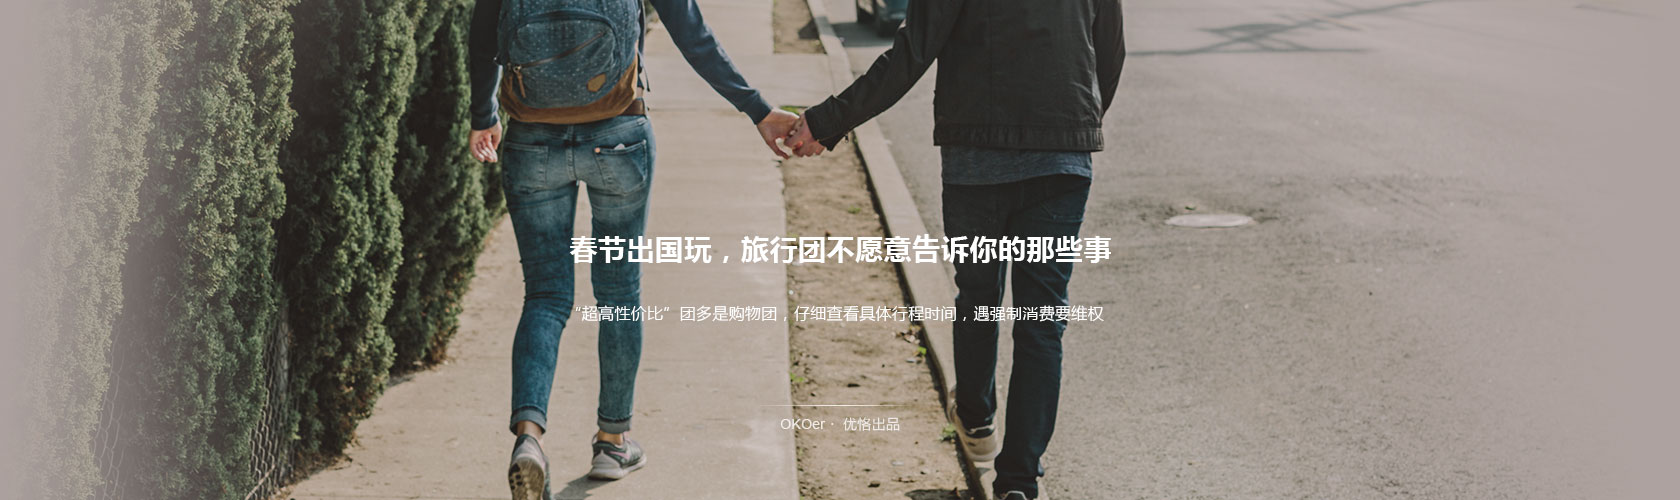 春节出国玩，旅行团不愿意告诉你的那些事
“超高性价比”团多是购物团，仔细查看具体行程时间，遇强制消费要维权
OKOer · 优恪出品